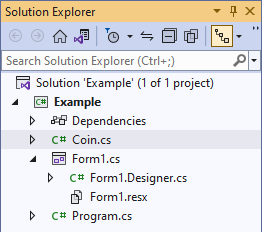 Solution Explorer
Search Solution Explorer (Ctrl+;)
Solution 'Example' (1 of 1 project)
C# Example
Dependencies
C# Coin.cs
Form1.cs
C# Form1.Designer.cs
Form1.resx
C# Program.cs